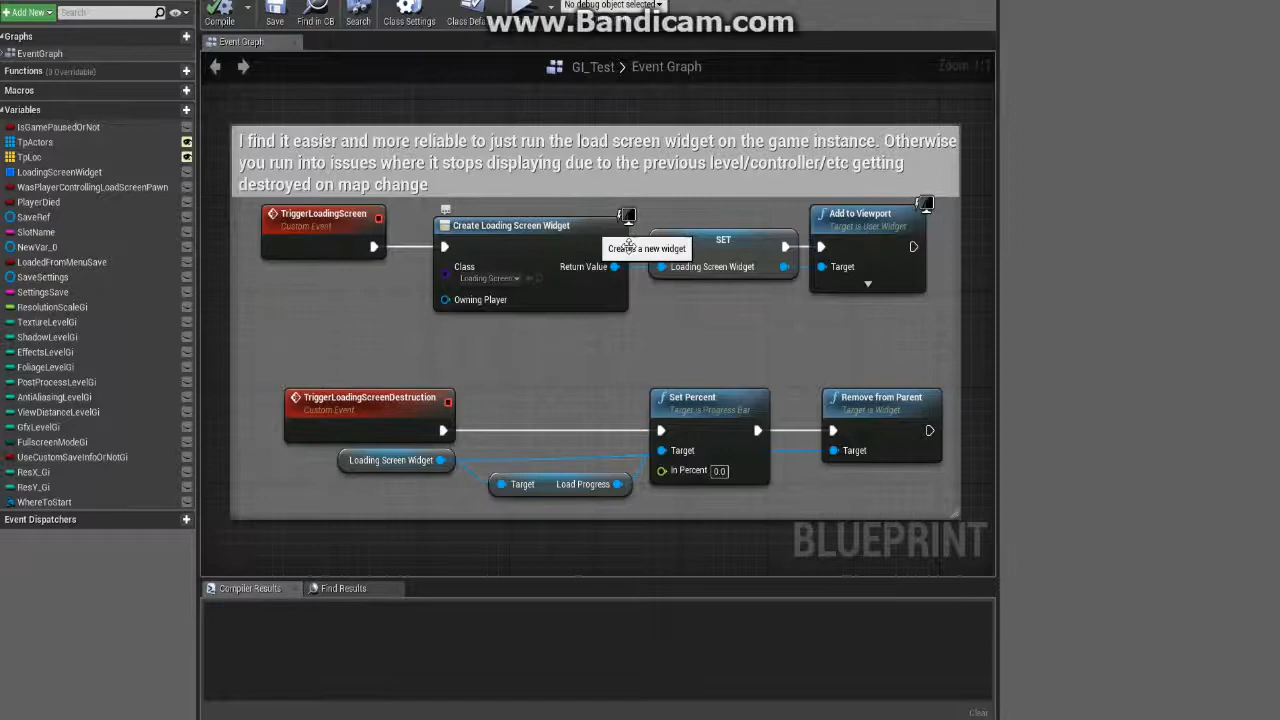 www.Bandicam.com
Add New
Search
Compile
Save
Find in CB
Search
Class Settings
No debug object selected
Graphs
EventGraph
Functions (3 Overridable)
Macros
Variables
IsGamePausedOrNot
TpActors
TpLoc
LoadingScreenWidget
WasPlayerControllingLoadScreenPawn
PlayerDied
SaveRef
SlotName
NewVar_0
LoadedFromMenuSave
SaveSettings
SettingsSave
ResolutionScaleGi
TextureLevelGi
ShadowLevelGi
EffectsLevelGi
FoliageLevelGi
PostProcessLevelGi
AntiAliasingLevelGi
ViewDistanceLevelGi
GfxLevelGi
FullscreenModeGi
UseCustomSaveInfoOrNotGi
ResX_Gi
ResY_Gi
WhereToStart
Event Dispatchers
Event Graph
GI_Test > Event Graph
Zoom 1:1
I find it easier and more reliable to just run the load screen widget on the game instance. Otherwise
you run into issues where it stops displaying due to the previous level/controller/etc getting
destroyed on map change
TriggerLoadingScreen
Custom Event
Create Loading Screen Widget
Class
Loading Screen
Return Value
Owning Player
Creates a new widget
SET
Loading Screen Widget
Add to Viewport
Target is User Widget
Target
TriggerLoadingScreenDestruction
Custom Event
Loading Screen Widget
Target
Load Progress
Set Percent
Target is Progress Bar
Target
In Percent 0.0
Remove from Parent
Target is Widget
Target
BLUEPRINT
Compiler Results
Find Results
Clear